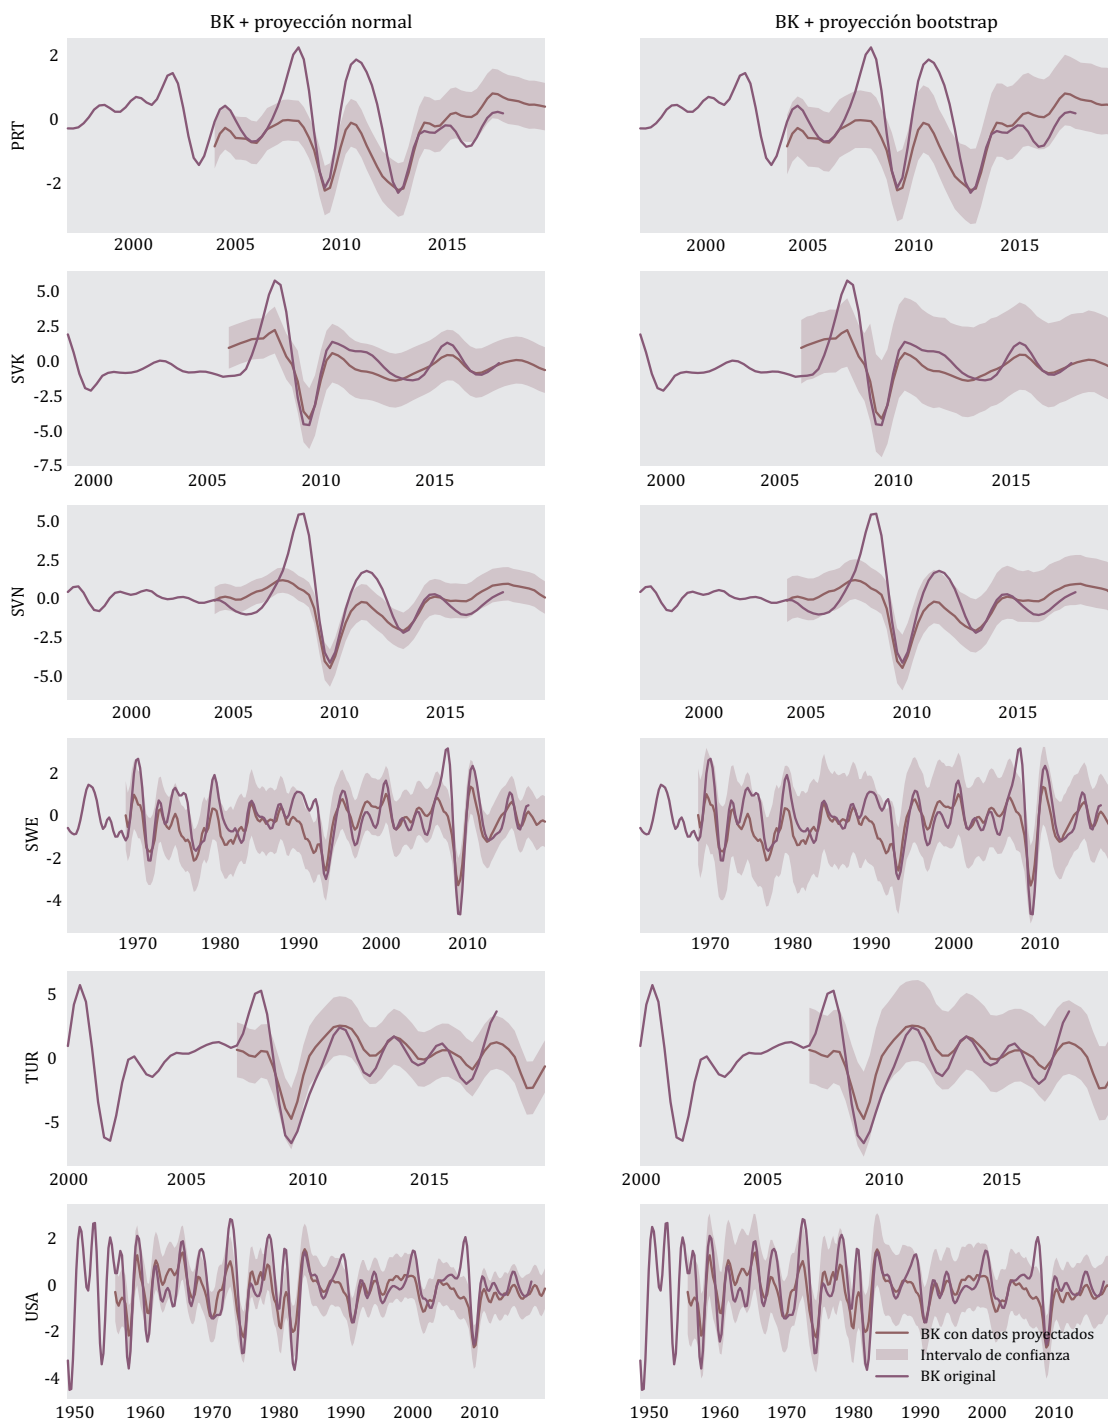 BK + proyección normal
BK + proyección bootstrap
2
0
-2
PRT
2000 2005 2010 2015
2000 2005 2010 2015
5.0
2.5
0.0
-2.5
-5.0
-7.5
SVK
2000 2005 2010 2015
2000 2005 2010 2015
5.0
2.5
0.0
-2.5
-5.0
SVN
2000 2005 2010 2015
2000 2005 2010 2015
2
0
-2
-4
SWE
1970 1980 1990 2000 2010
1970 1980 1990 2000 2010
5
0
-5
TUR
2000 2005 2010 2015
2000 2005 2010 2015
2
0
-2
-4
USA
BK con datos proyectados
Intervalo de confianza
BK original
1950 1960 1970 1980 1990 2000 2010
1950 1960 1970 1980 1990 2000 2010